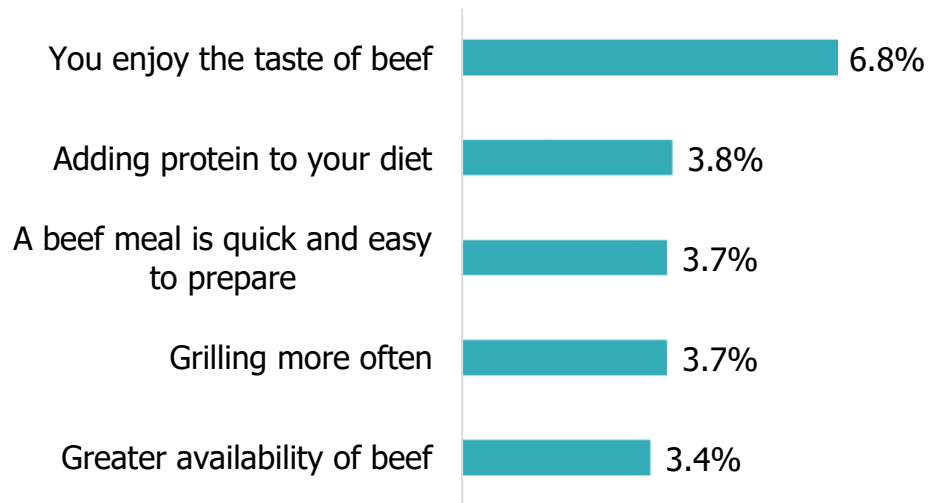 You enjoy the taste of beef
6.8%
Adding protein to your diet
3.8%
A beef meal is quick and easy
to prepare
3.7%
Grilling more often
3.7%
Greater availability of beef
3.4%